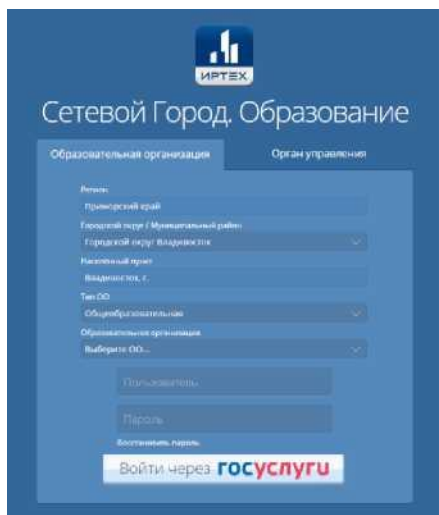 ИРТЕХ
Сетевой Город. Образование
Образовательная организация
Орган управления
Регион
Приморский край
Городской округ / Муниципальный район
Городской округ Владивосток
Населённый пункт
Владивосток, г.
Тип ОО
Общеобразовательная
Образовательная организация
Выберите ОО...
Пользователь
Пароль
Восстановить пароль
Войти через госуслуги